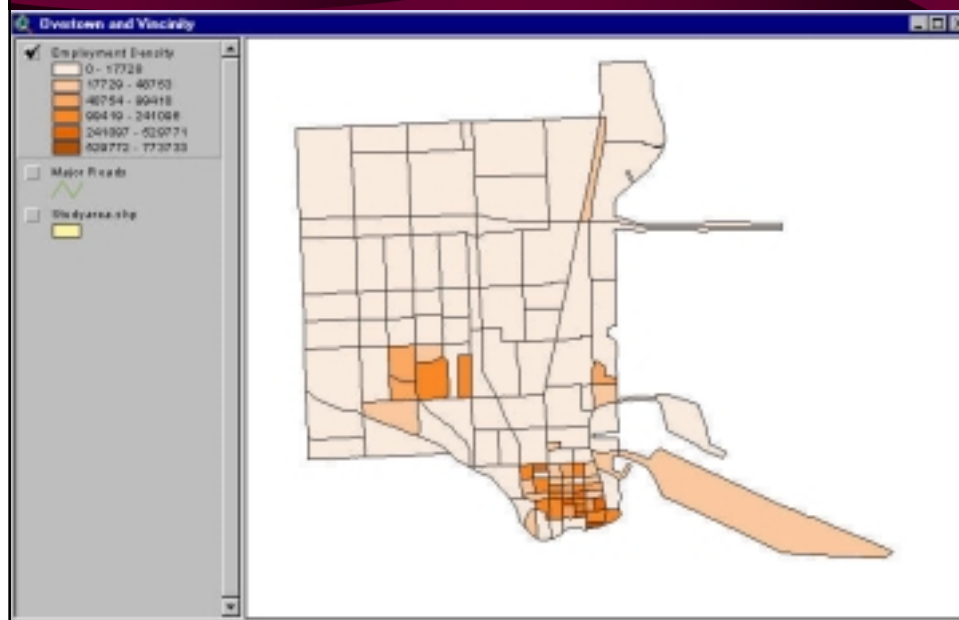 Overtown and Vincinity
Employment Density
0 - 17728
17729 - 48753
48754 - 99418
99419 - 241096
241097 - 529771
529772 - 773733
Major Roads
Studyarea.shp